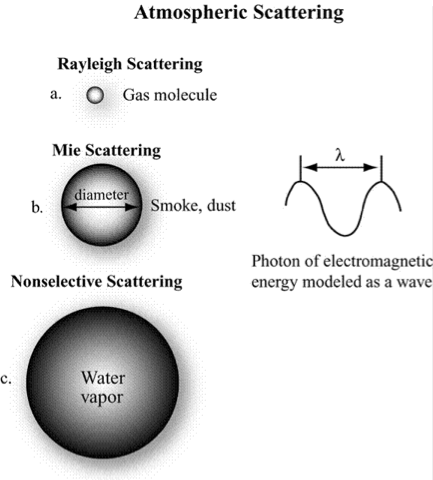 Atmospheric Scattering
Rayleigh Scattering
a. Gas molecule
Mie Scattering
diameter
b. Smoke, dust
λ
Photon of electromagnetic
energy modeled as a wave
Nonselective Scattering
c. Water
vapor